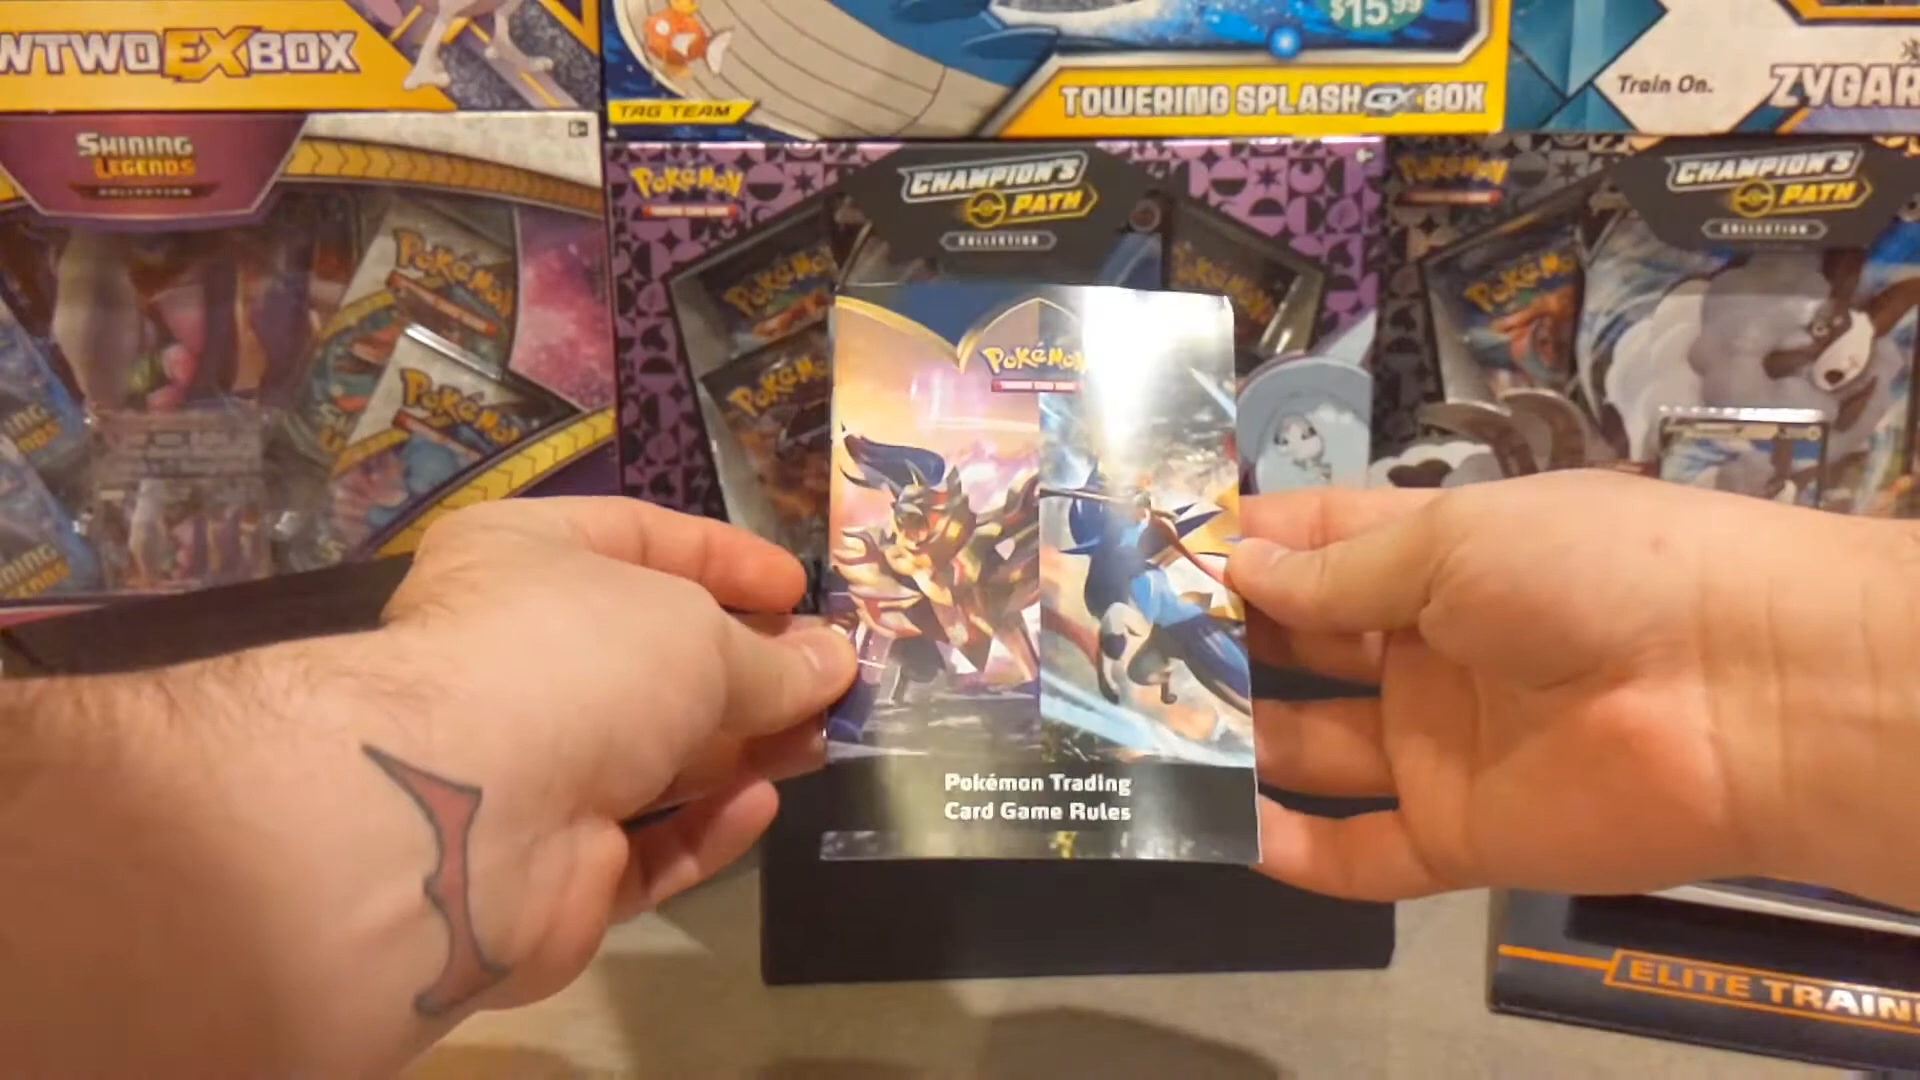 WTWO EX BOX
$15.99
TAG TEAM
TOWERING SPLASH GX BOX
Train On.
ZYGAR
SHINING
LEGENDS
COLLECTION
Pokémon
Pokémon
Pokémon
CHAMPION'S
PATH
COLLECTION
Pokémon
Pokémon
Pokémon
Pokémon
CHAMPION'S
PATH
COLLECTION
Pokémon
Pokémon
Pokémon Trading
Card Game Rules
ELITE TRAIN